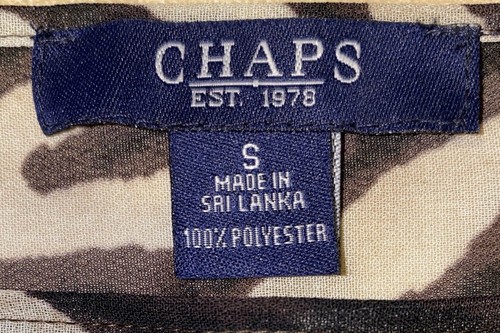 CHAPS
EST. 1978
S
MADE IN
SRI LANKA
100% POLYESTER